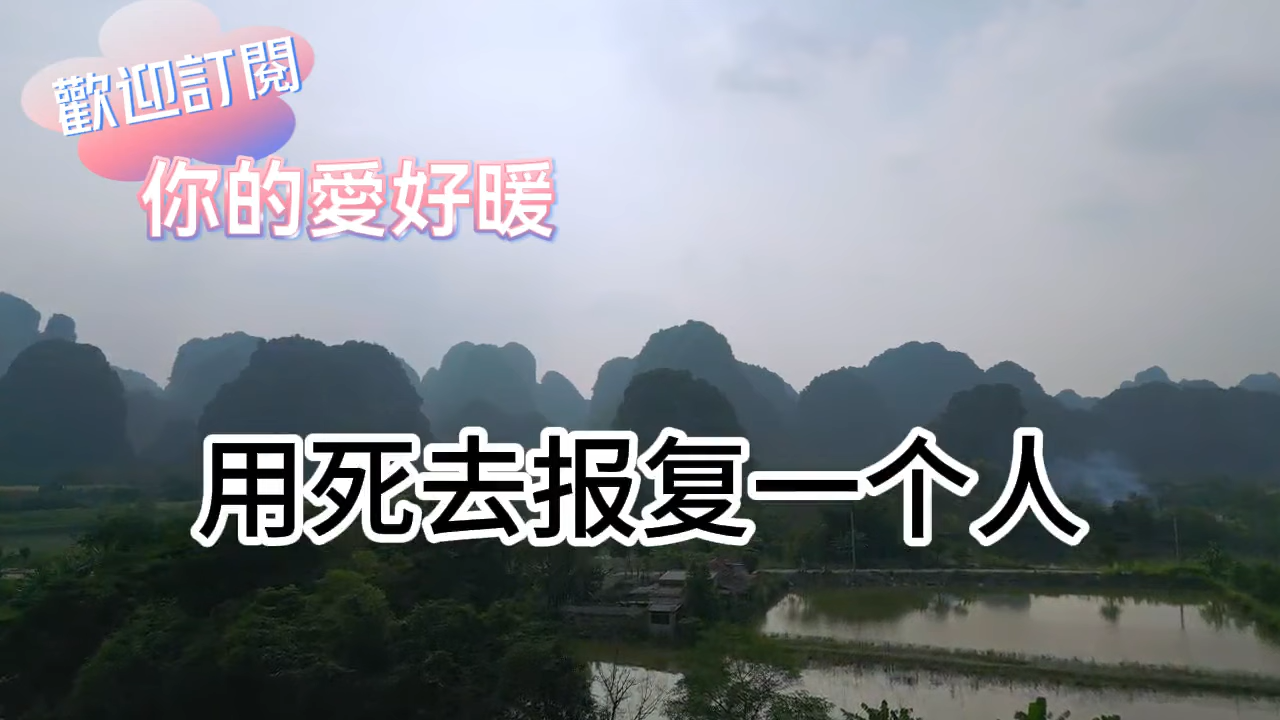 歡迎訂閱
你的愛好暖
用死去报复一个人